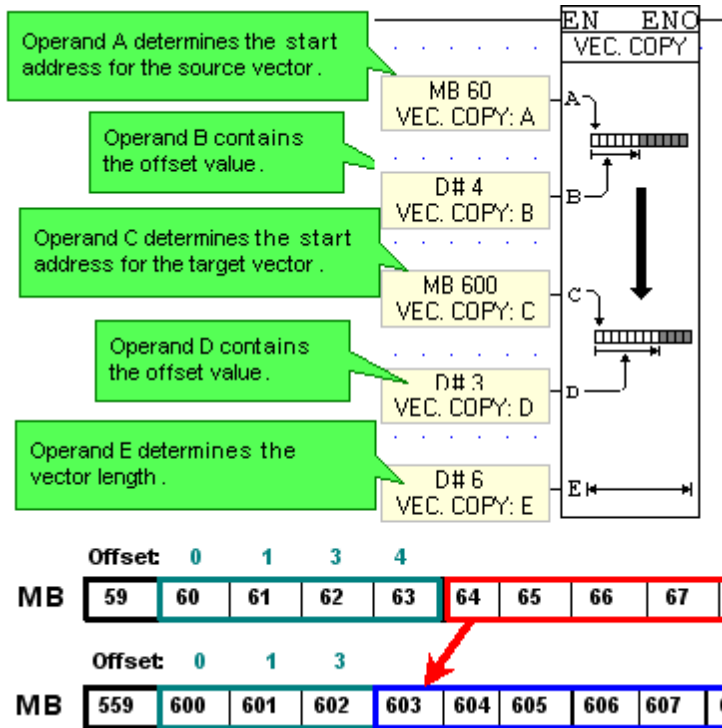 EN ENO
VEC. COPY
Operand A determines the start
address for the source vector.
MB 60
VEC. COPY: A
A
Operand B contains
the offset value.
D# 4
VEC. COPY: B
B
Operand C determines the start
address for the target vector.
MB 600
VEC. COPY: C
C
Operand D contains
the offset value.
D# 3
VEC. COPY: D
D
Operand E determines the
vector length.
D# 6
VEC. COPY: E
E
Offset: 0 1 3 4
MB 59 60 61 62 63 64 65 66 67
Offset: 0 1 3
MB 559 600 601 602 603 604 605 606 607